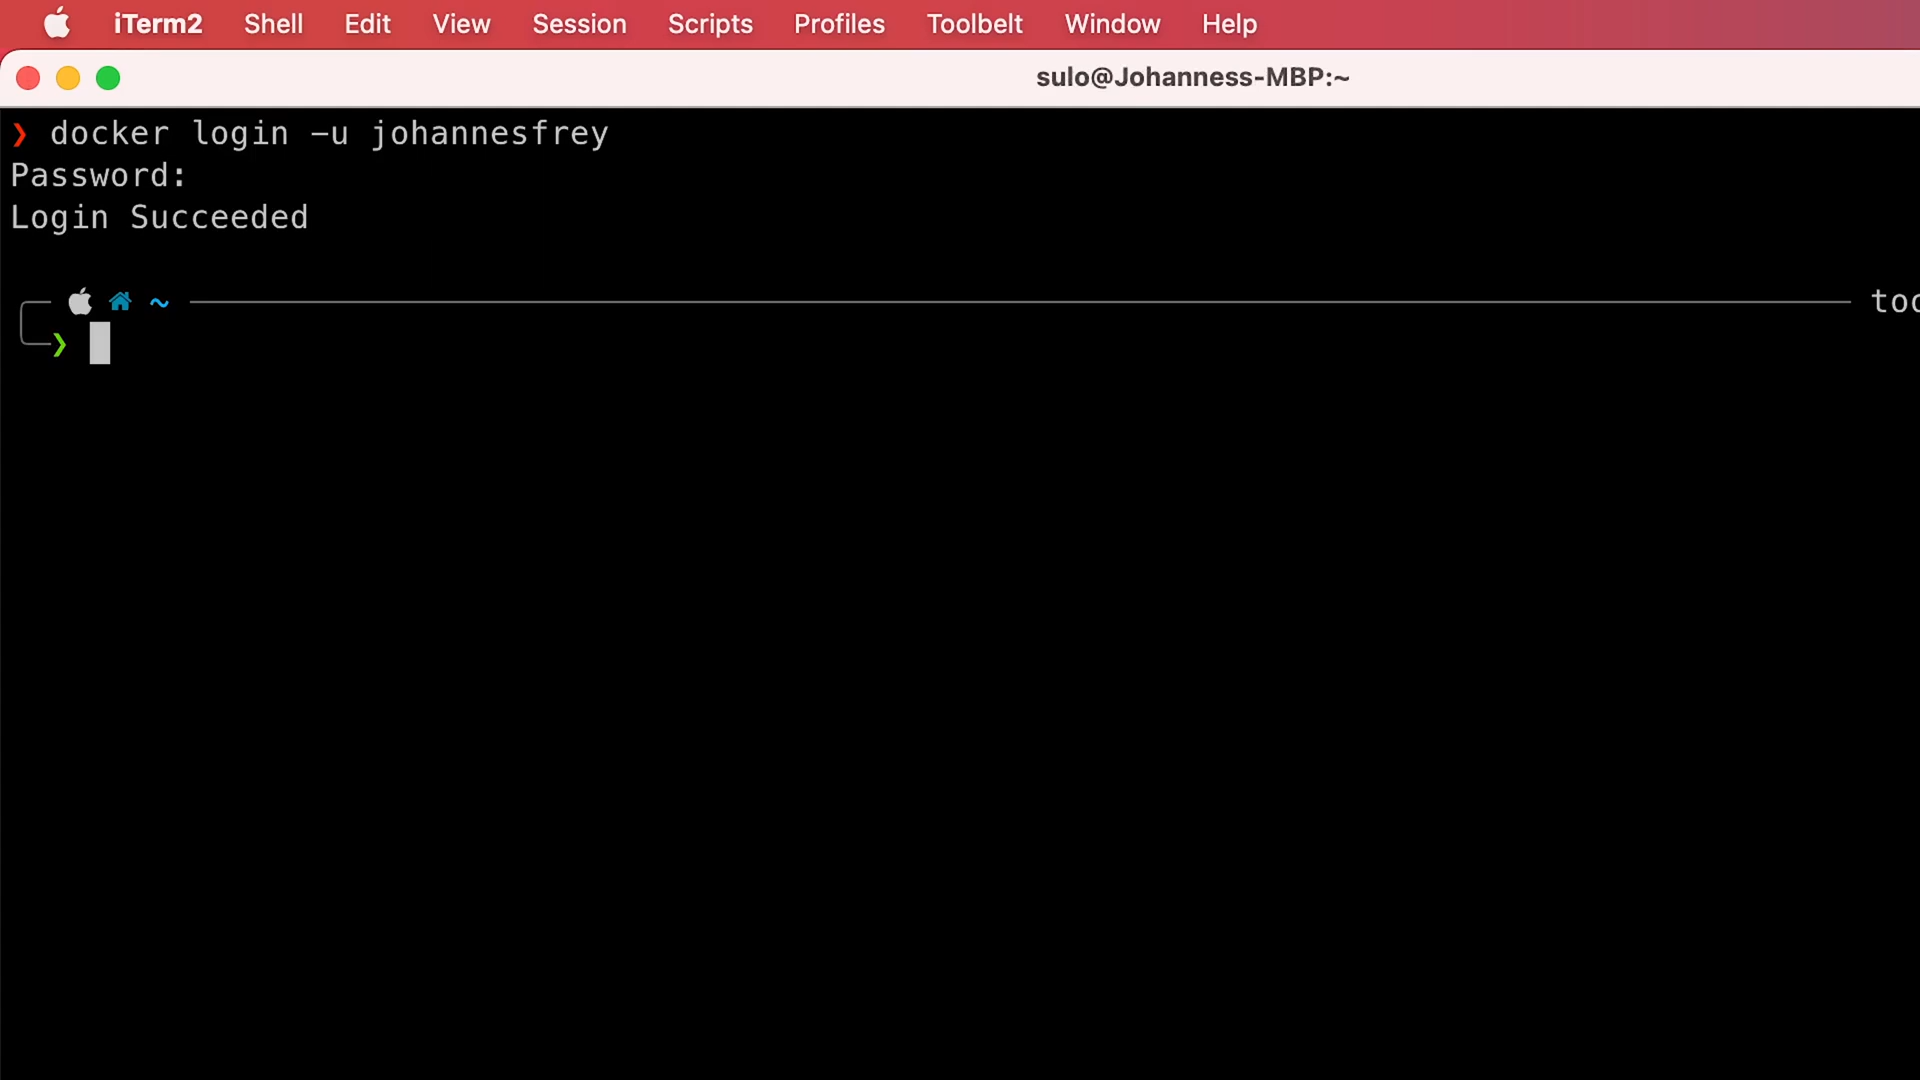 iTerm2 Shell Edit View Session Scripts Profiles Toolbelt Window Help
sulo@Johanness-MBP:~
❯ docker login -u johannesfrey
Password:
Login Succeeded
~
❯